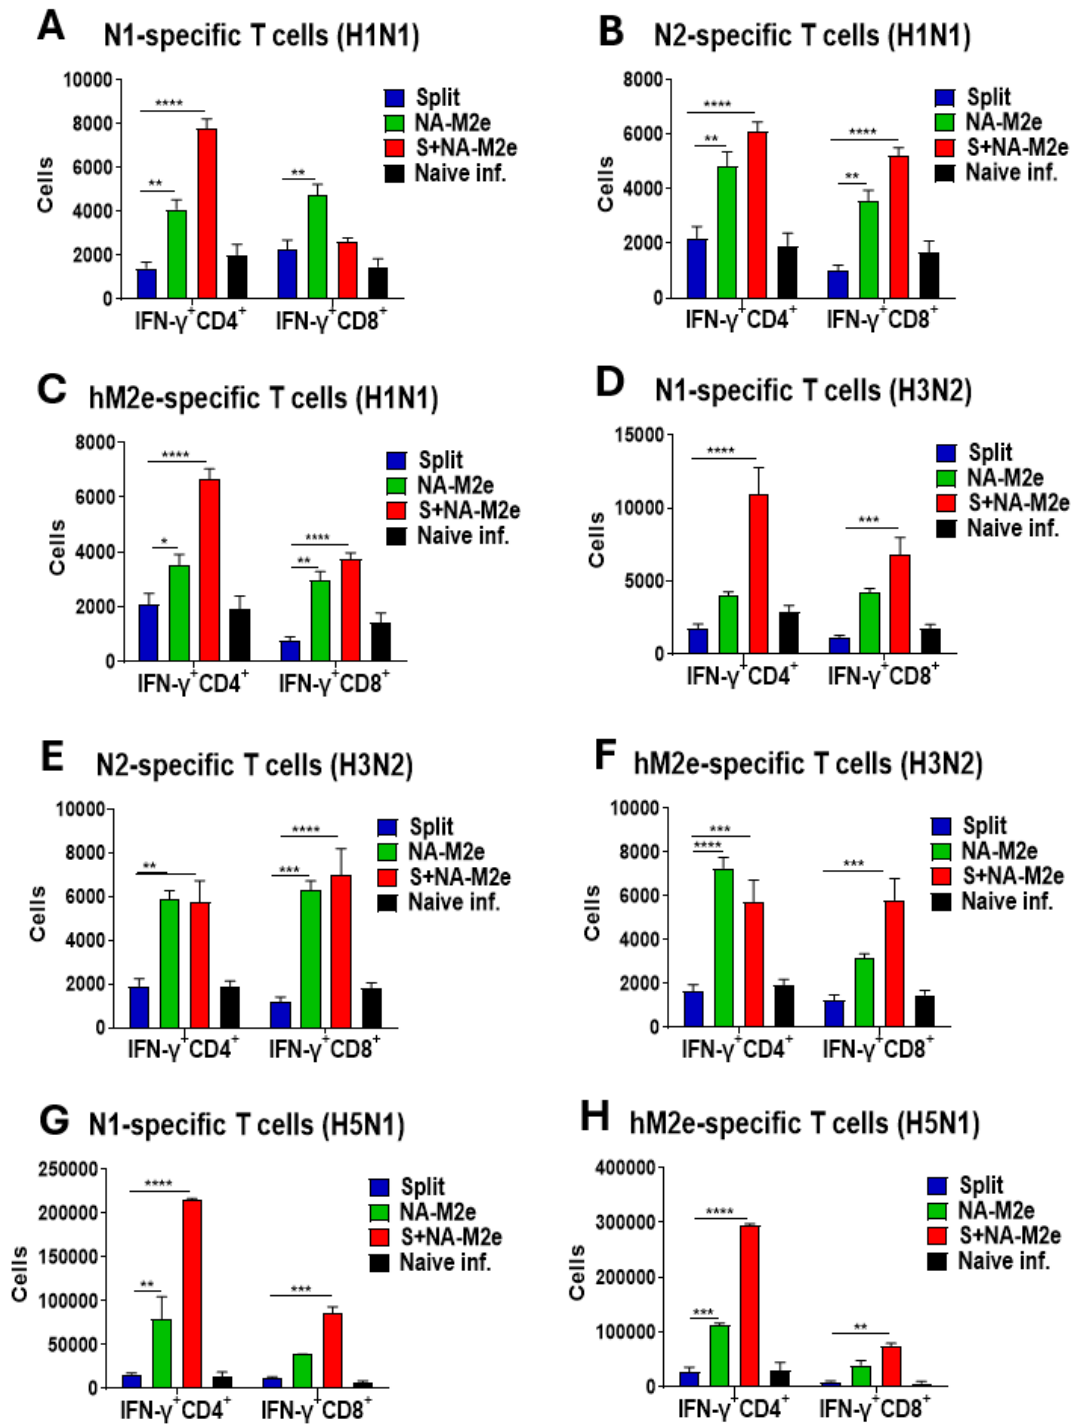 A
N1-specific T cells (H1N1)
10000
8000
6000
4000
2000
0
Cells
****
**
**
Split
NA-M2e
S+NA-M2e
Naive inf.
IFN-γ+CD4+
IFN-γ+CD8+
B
N2-specific T cells (H1N1)
8000
6000
4000
2000
0
Cells
****
**
****
**
Split
NA-M2e
S+NA-M2e
Naive inf.
IFN-γ+CD4+
IFN-γ+CD8+
C
hM2e-specific T cells (H1N1)
8000
6000
4000
2000
0
Cells
****
*
****
**
Split
NA-M2e
S+NA-M2e
Naive inf.
IFN-γ+CD4+
IFN-γ+CD8+
D
N1-specific T cells (H3N2)
15000
10000
5000
0
Cells
****
***
Split
NA-M2e
S+NA-M2e
Naive inf.
IFN-γ+CD4+
IFN-γ+CD8+
E
N2-specific T cells (H3N2)
10000
8000
6000
4000
2000
0
Cells
**
****
***
Split
NA-M2e
S+NA-M2e
Naive inf.
IFN-γ+CD4+
IFN-γ+CD8+
F
hM2e-specific T cells (H3N2)
10000
8000
6000
4000
2000
0
Cells
***
****
***
Split
NA-M2e
S+NA-M2e
Naive inf.
IFN-γ+CD4+
IFN-γ+CD8+
G
N1-specific T cells (H5N1)
250000
200000
150000
100000
50000
0
Cells
****
**
***
Split
NA-M2e
S+NA-M2e
Naive inf.
IFN-γ+CD4+
IFN-γ+CD8+
H
hM2e-specific T cells (H5N1)
400000
300000
200000
100000
0
Cells
****
***
**
Split
NA-M2e
S+NA-M2e
Naive inf.
IFN-γ+CD4+
IFN-γ+CD8+